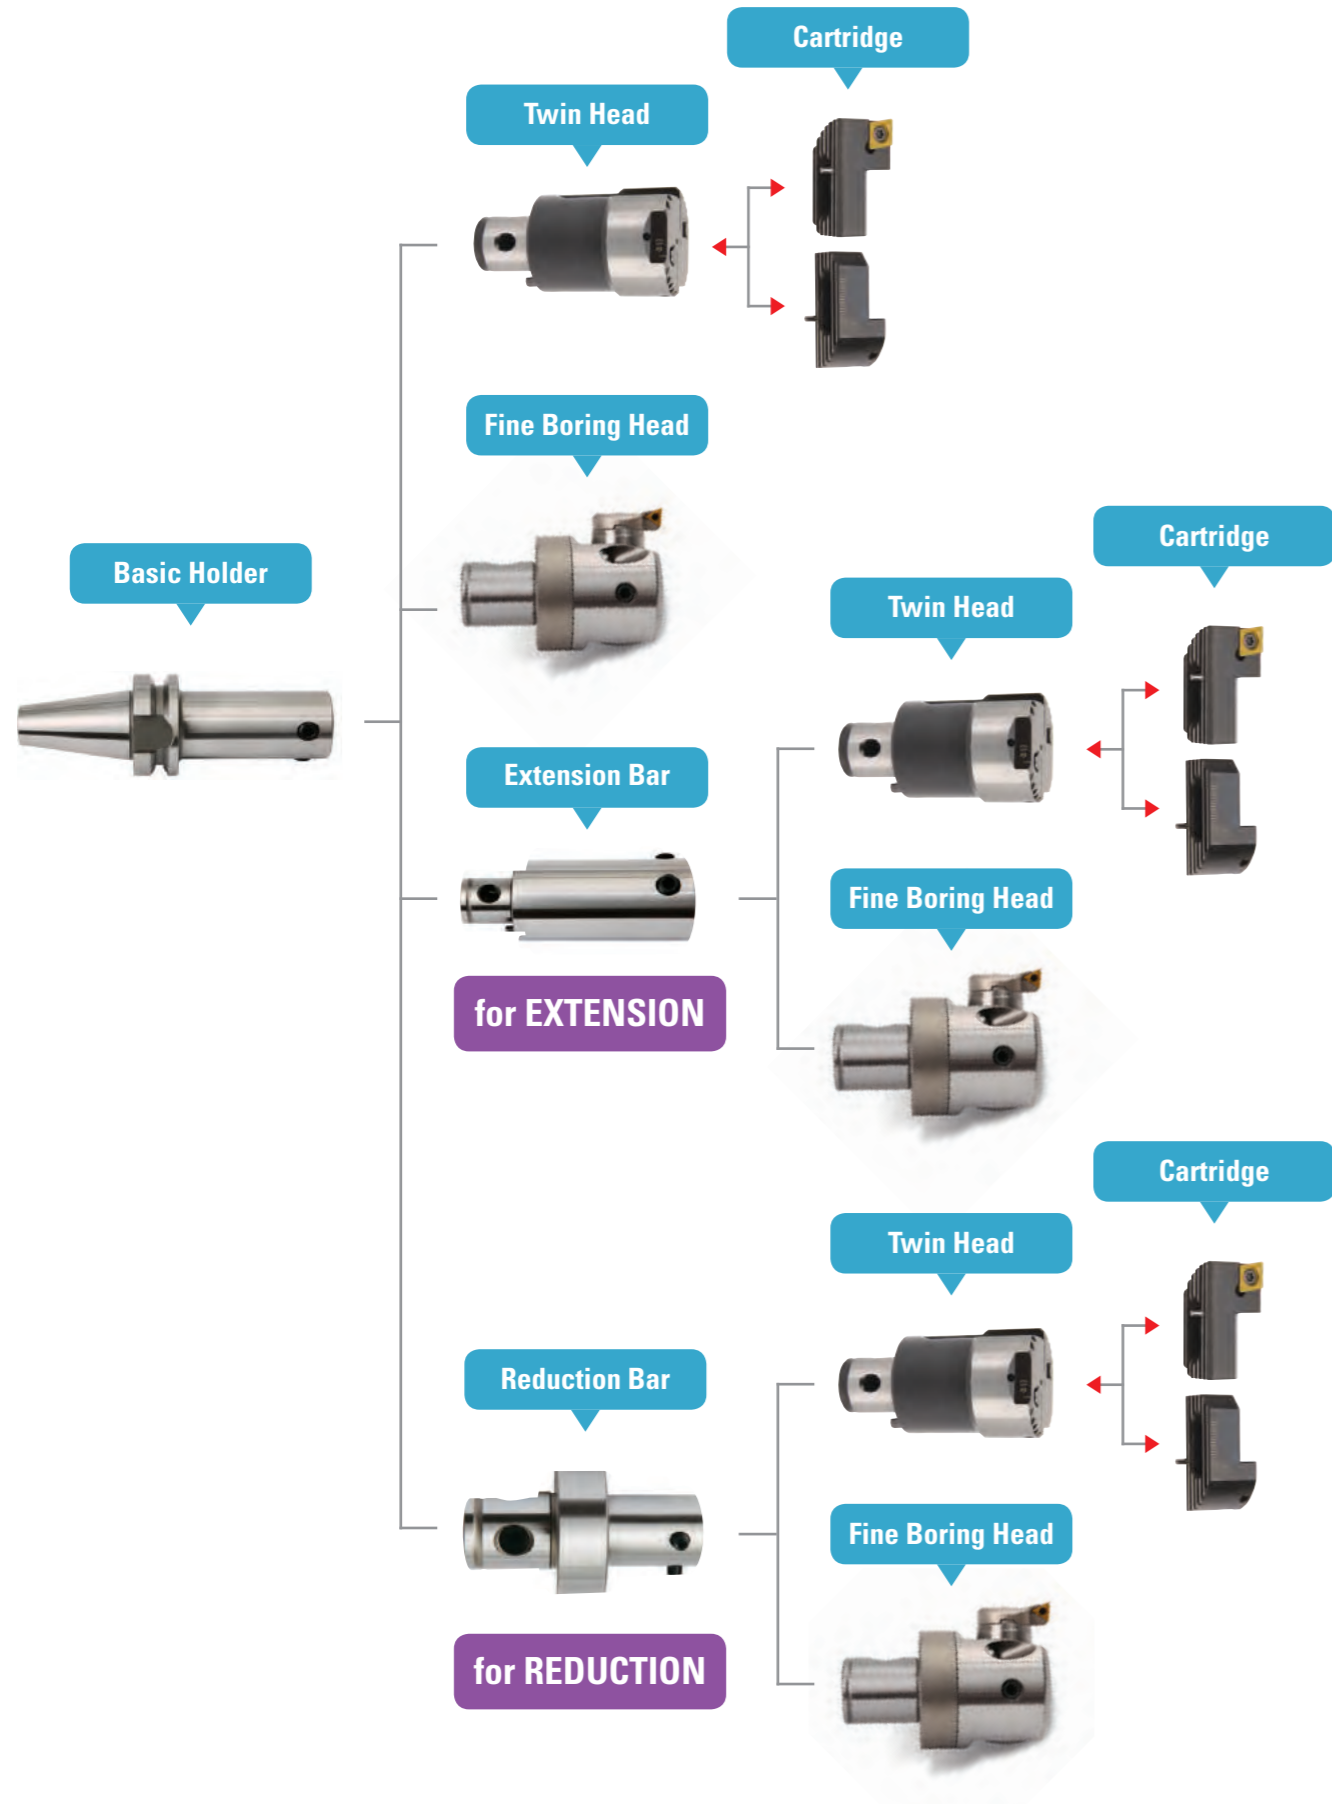 Cartridge
Twin Head
Fine Boring Head
Basic Holder
Cartridge
Twin Head
Extension Bar
Fine Boring Head
for EXTENSION
Cartridge
Twin Head
Reduction Bar
Fine Boring Head
for REDUCTION